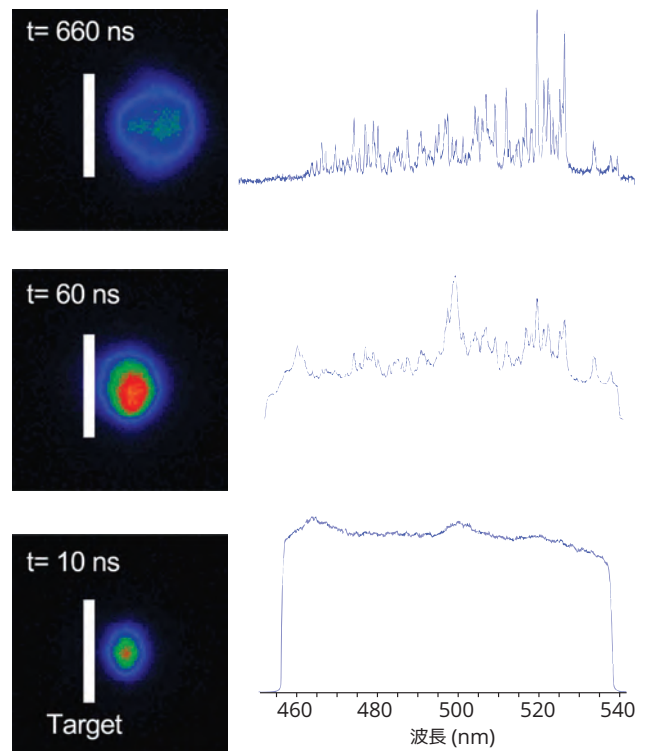 t= 660 ns
t= 60 ns
t= 10 ns
Target
460 480 500 520 540
波長 (nm)